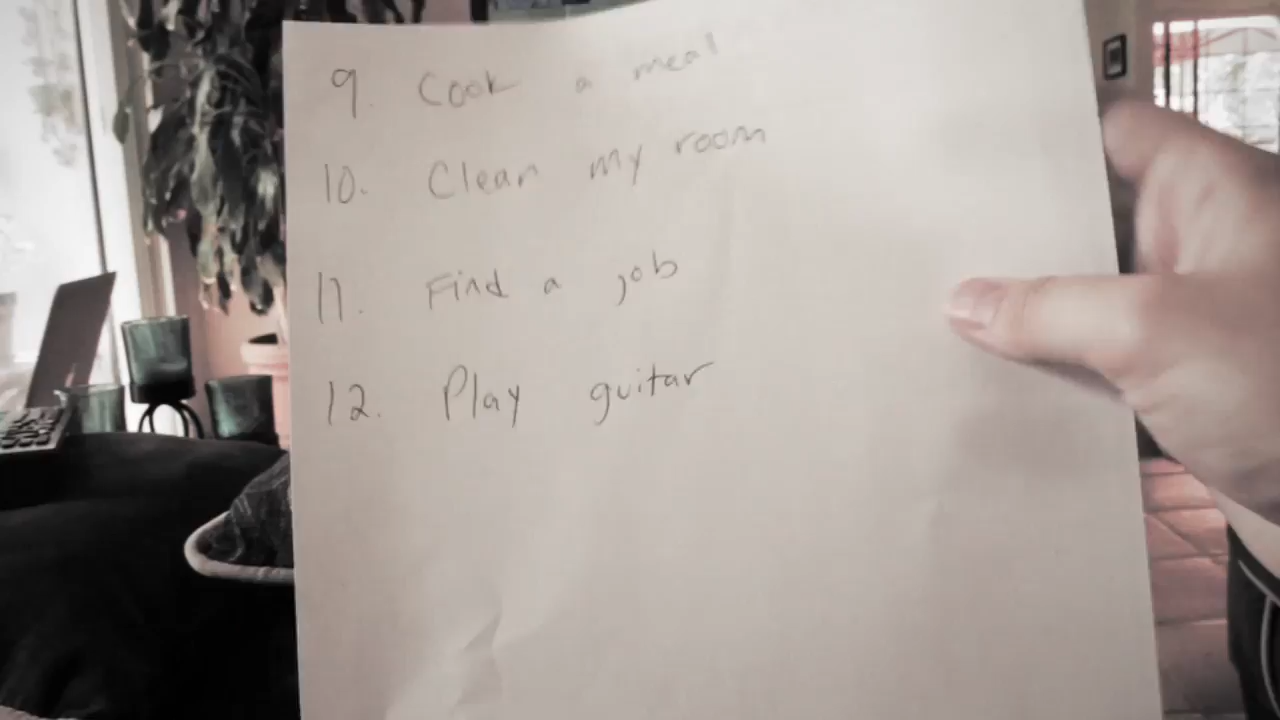 9. Cook a meal
10. Clean my room
11. Find a job
12. Play guitar